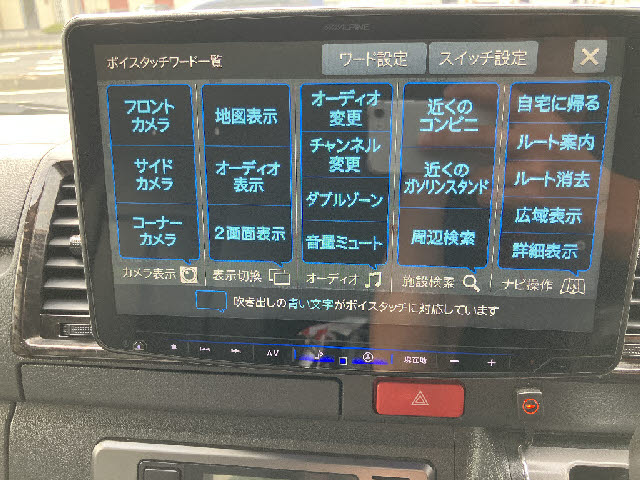 ALPINE
ボイスタッチワード一覧 ワード設定 スイッチ設定 ×
フロント
カメラ
サイド
カメラ
コーナー
カメラ
地図表示
オーディオ
表示
2画面表示
オーディオ
変更
チャンネル
変更
ダブルゾーン
音量ミュート
近くの
コンビニ
近くの
ガソリンスタンド
周辺検索
自宅に帰る
ルート案内
ルート消去
広域表示
詳細表示
カメラ表示 表示切換 オーディオ 施設検索 ナビ操作
吹き出しの青い文字がボイスタッチに対応しています
AV 現在地 − +